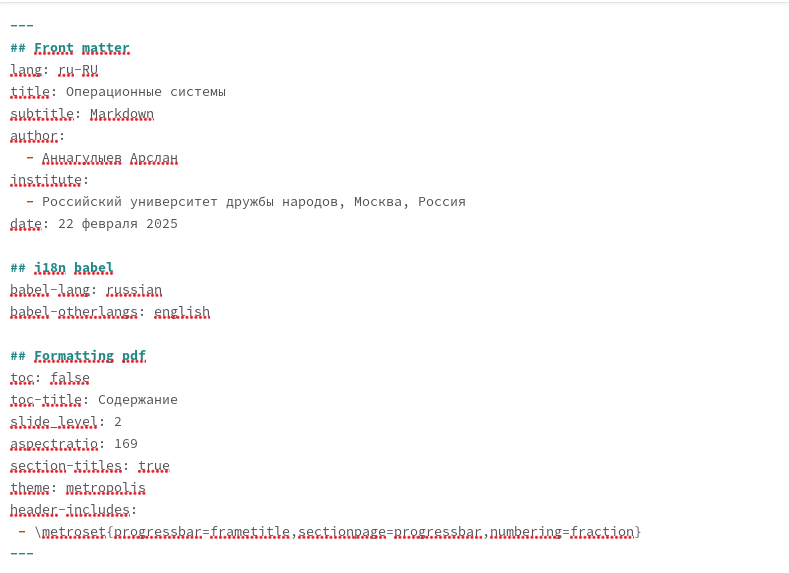 ---
## Front matter
lang: ru-RU
title: Операционные системы
subtitle: Markdown
author:
  - Аннагулыев Арслан
institute:
  - Российский университет дружбы народов, Москва, Россия
date: 22 февраля 2025

## i18n babel
babel-lang: russian
babel-otherlangs: english

## Formatting pdf
toc: false
toc-title: Содержание
slide_level: 2
aspectratio: 169
section-titles: true
theme: metropolis
header-includes:
 - \metroset{progressbar=frametitle,sectionpage=progressbar,numbering=fraction}
---